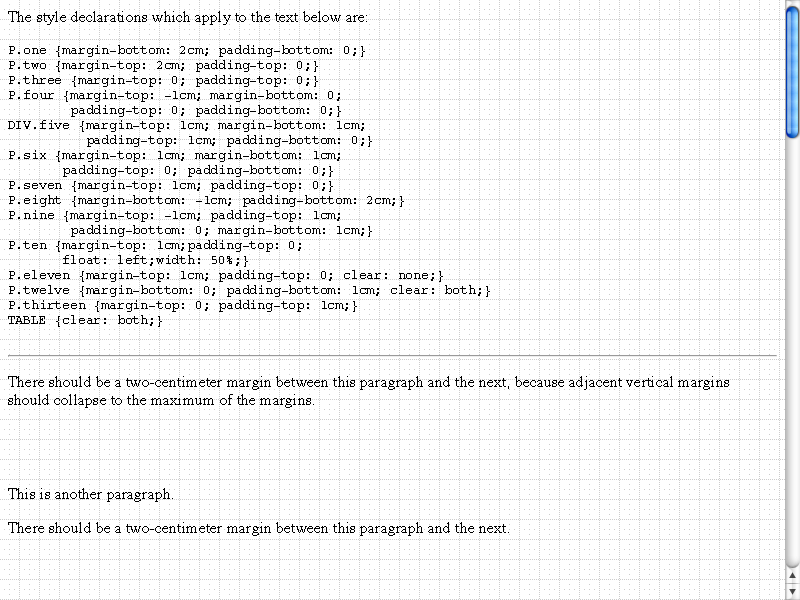 The style declarations which apply to the text below are:
P.one {margin-bottom: 2cm; padding-bottom: 0;}
P.two {margin-top: 2cm; padding-top: 0;}
P.three {margin-top: 0; padding-top: 0;}
P.four {margin-top: -1cm; margin-bottom: 0;
padding-top: 0; padding-bottom: 0;}
DIV.five {margin-top: 1cm; margin-bottom: 1cm;
padding-top: 1cm; padding-bottom: 0;}
P.six {margin-top: 1cm; margin-bottom: 1cm;
padding-top: 0; padding-bottom: 0;}
P.seven {margin-top: 1cm; padding-top: 0;}
P.eight {margin-bottom: -1cm; padding-bottom: 2cm;}
P.nine {margin-top: -1cm; padding-top: 1cm;
padding-bottom: 0; margin-bottom: 1cm;}
P.ten {margin-top: 1cm;padding-top: 0;
float: left;width: 50%;}
P.eleven {margin-top: 1cm; padding-top: 0; clear: none;}
P.twelve {margin-bottom: 0; padding-bottom: 1cm; clear: both;}
P.thirteen {margin-top: 0; padding-top: 1cm;}
TABLE {clear: both;}
There should be a two-centimeter margin between this paragraph and the next, because adjacent vertical margins
should collapse to the maximum of the margins.
This is another paragraph.
There should be a two-centimeter margin between this paragraph and the next.